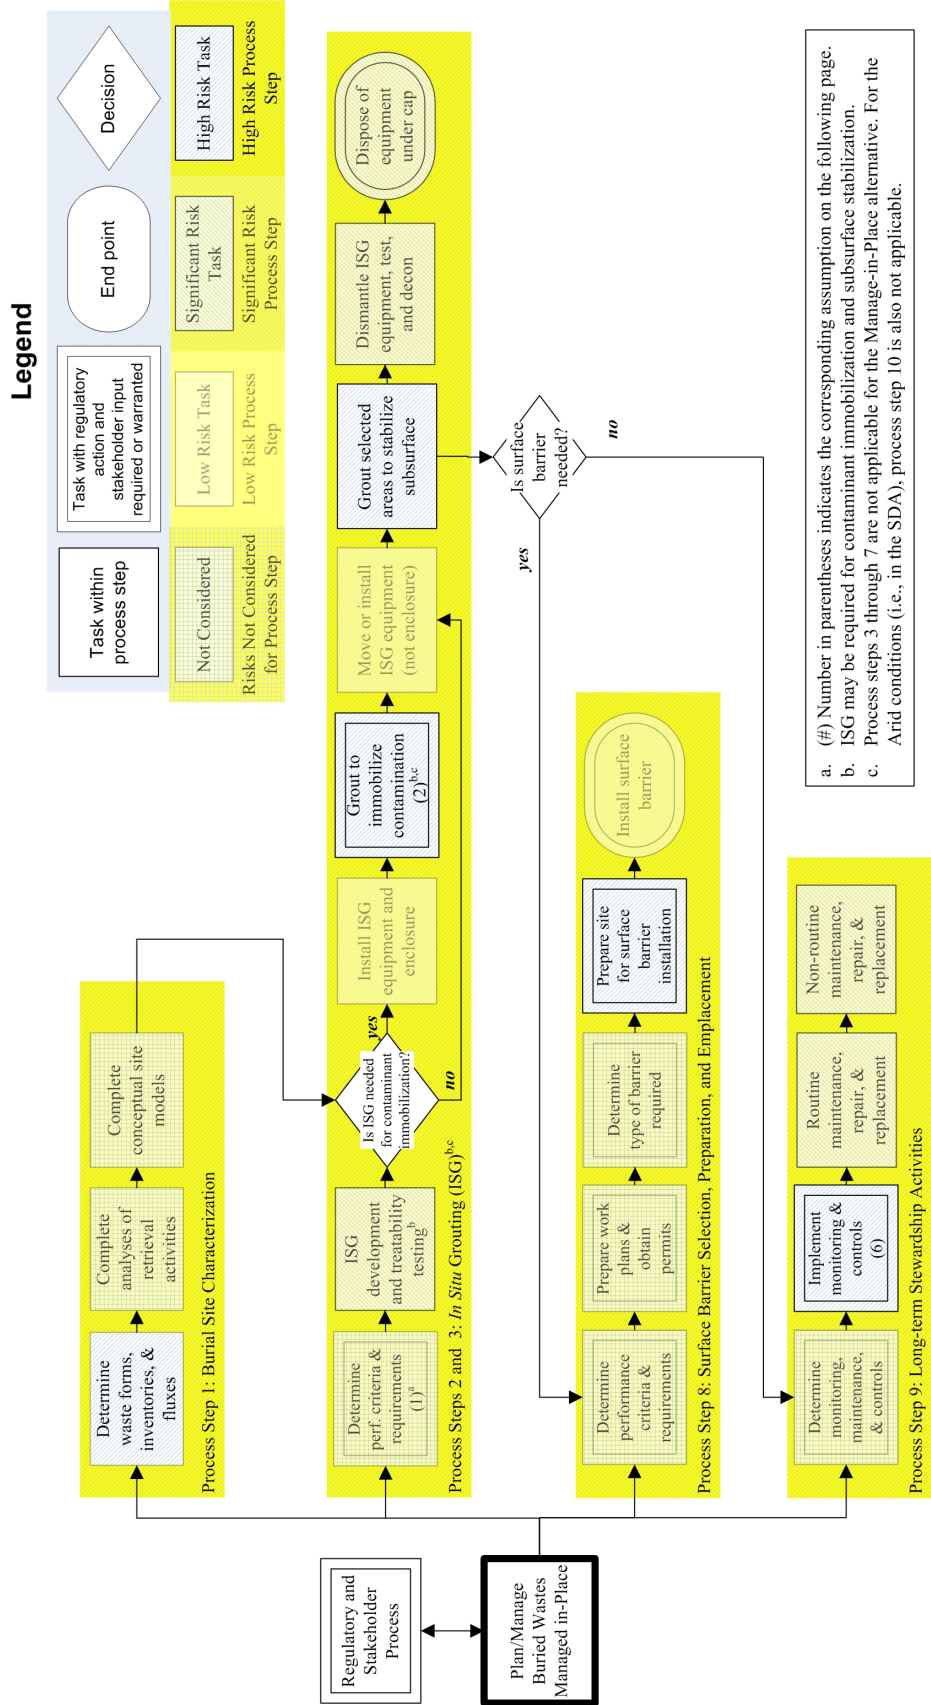 Legend
Task within
process step
Task with regulatory
action and
stakeholder input
required or warranted
End point
Decision
Not Considered
Risks Not Considered
for Process Step
Low Risk Task
Low Risk Process
Step
Significant Risk
Task
Significant Risk
Process Step
High Risk Task
High Risk Process
Step
Regulatory and
Stakeholder
Process
Plan/Manage
Buried Wastes
Managed in-Place
Determine
waste forms,
inventories, &
fluxes
Complete
analyses of
retrieval
activities
Complete
conceptual site
models
Process Step 1: Burial Site Characterization
Determine
perf. criteria &
requirements
(1)a
ISG
development
and treatability
testingb
Is ISG needed
for contaminant
immobilization?
yes
no
Install ISG
equipment and
enclosure
Grout to
immobilize
contamination
(2)b,c
Move or install
ISG equipment
(not enclosure)
Grout selected
areas to stabilize
subsurface
Dismantle ISG
equipment, test,
and decon
Dispose of
equipment
under cap
Process Steps 2 and 3: In Situ Grouting (ISG)b,c
Is surface
barrier
needed?
yes
no
Determine
performance
criteria &
requirements
Prepare work
plans &
obtain
permits
Determine
type of barrier
required
Prepare site
for surface
barrier
installation
Install surface
barrier
Process Step 8: Surface Barrier Selection, Preparation, and Emplacement
Determine
monitoring,
maintenance,
& controls
Implement
monitoring &
controls
(6)
Routine
maintenance,
repair, &
replacement
Non-routine
maintenance,
repair, &
replacement
Process Step 9: Long-term Stewardship Activities
a. (#) Number in parentheses indicates the corresponding assumption on the following page.
b. ISG may be required for contaminant immobilization and subsurface stabilization.
c. Process steps 3 through 7 are not applicable for the Manage-in-Place alternative. For the
Arid conditions (i.e., in the SDA), process step 10 is also not applicable.